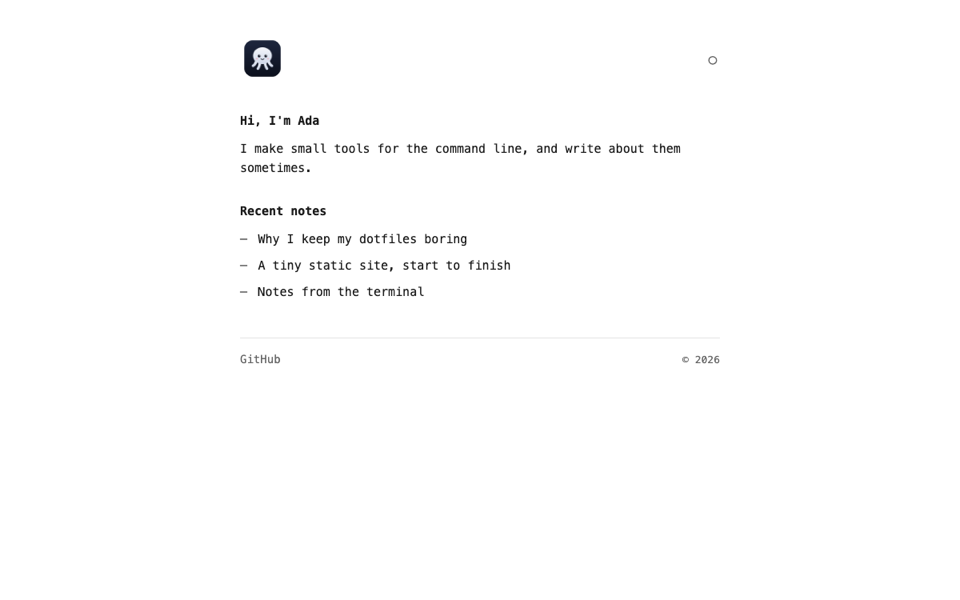 Hi, I'm Ada
I make small tools for the command line, and write about them
sometimes.
Recent notes
— Why I keep my dotfiles boring
— A tiny static site, start to finish
— Notes from the terminal
GitHub
© 2026